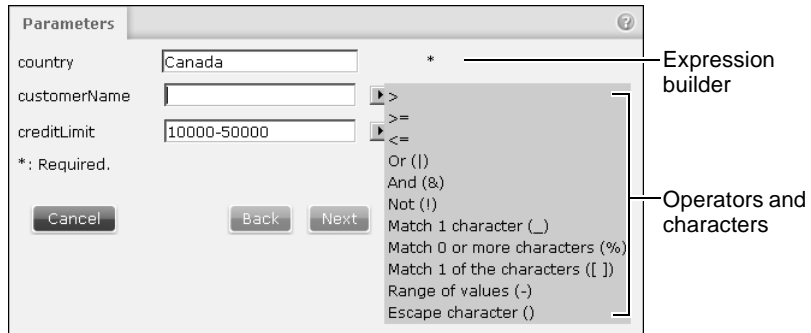 Parameters
?
country Canada *
Expression
builder
customerName
>
>=
creditLimit 10000-50000
<=
*: Required.
Or (|)
And (&)
Not (!)
Cancel Back Next
Operators and
characters
Match 1 character (_)
Match 0 or more characters (%)
Match 1 of the characters ([ ])
Range of values (-)
Escape character ()